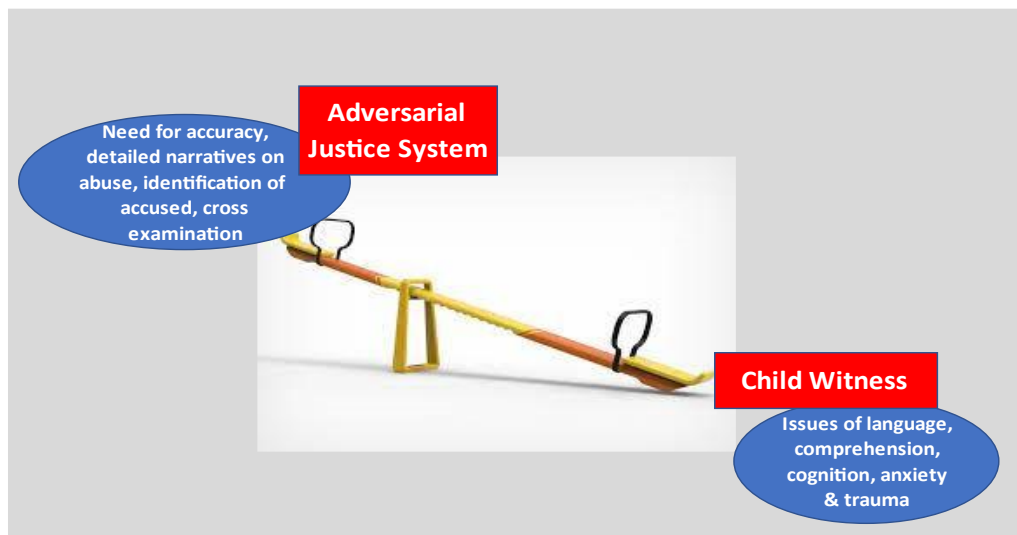 Adversarial
Justice System
Need for accuracy,
detailed narratives on
abuse, identification of
accused, cross
examination
Child Witness
Issues of language,
comprehension,
cognition, anxiety
& trauma